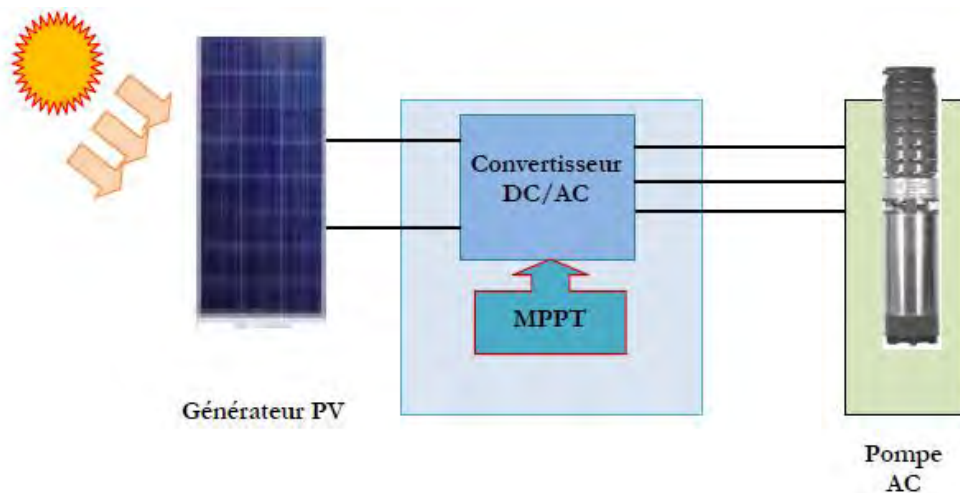 Convertisseur
DC/AC
MPPT
Générateur PV
Pompe
AC